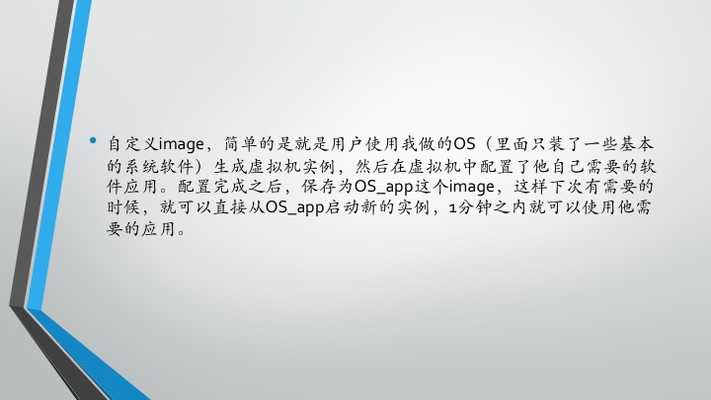 • 自定义image，简单的是就是用户使用我做的OS（里面只装了一些基本
的系统软件）生成虚拟机实例，然后在虚拟机中配置了他自己需要的软
件应用。配置完成之后，保存为OS_app这个image，这样下次有需要的
时候，就可以直接从OS_app启动新的实例，1分钟之内就可以使用他需
要的应用。